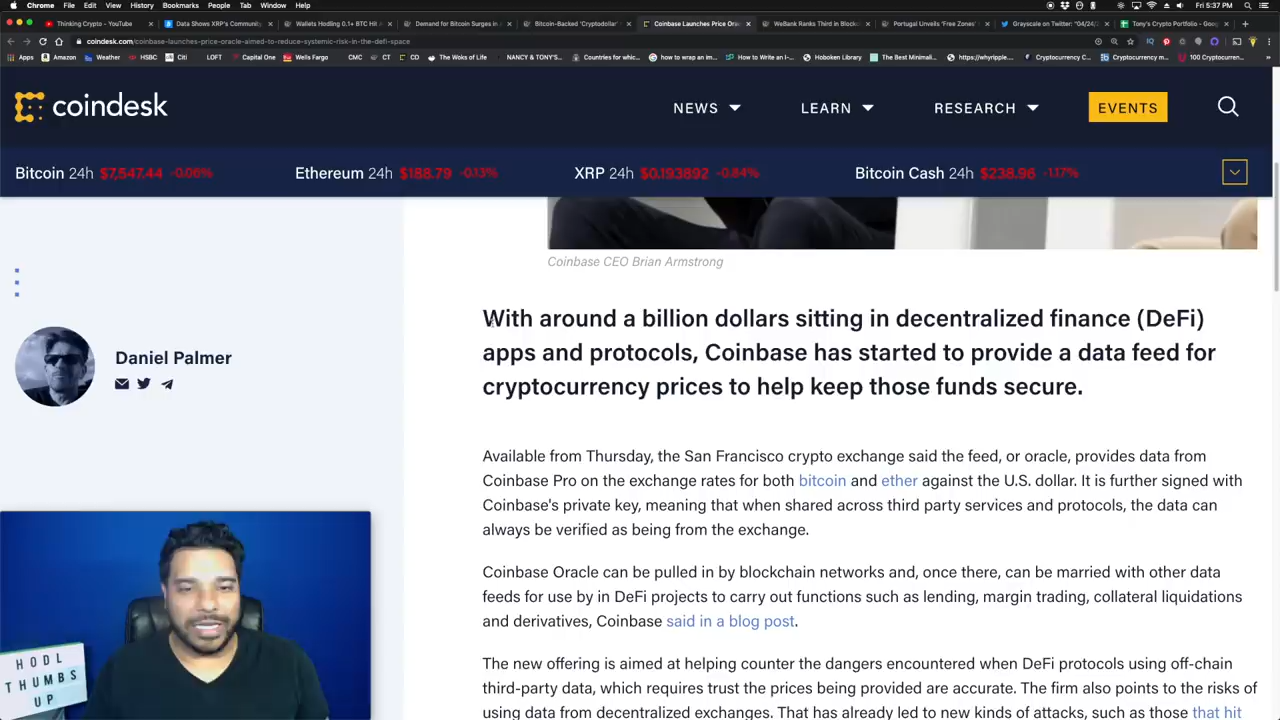 Chrome File Edit View History Bookmarks People Tab Window Help
Fri 5:37 PM
Thinking Crypto - YouTube
Data Shows XRP's Communit
Wallets Hodling 0.1+ BTC Hit A
Demand for Bitcoin Surges in A
Bitcoin-Backed 'Cryptodollar'
Coinbase Launches Price Orac
WeBank Ranks Third in Blockc
Portugal Unveils 'Free Zones'
Grayscale on Twitter: "04/24/2
Tony's Crypto Portfolio - Goog
coindesk.com/coinbase-launches-price-oracle-aimed-to-reduce-systemic-risk-in-the-defi-space
Apps Amazon Weather HSBC Citi LOFT Capital One Wells Fargo CMC CT CD The Woks of Life NANCY & TONY'S... Countries for whic... how to wrap an im... How to Write an I-... Hoboken Library The Best Minimali... https://whyripple... Cryptocurrency C... Cryptocurrency m... 100 Cryptocurren... »
coindesk
NEWS LEARN RESEARCH EVENTS
Bitcoin 24h $7,547.44 -0.06% Ethereum 24h $188.79 -0.13% XRP 24h $0.193892 -0.84% Bitcoin Cash 24h $238.96 -1.17%
Coinbase CEO Brian Armstrong
Daniel Palmer
With around a billion dollars sitting in decentralized finance (DeFi)
apps and protocols, Coinbase has started to provide a data feed for
cryptocurrency prices to help keep those funds secure.
Available from Thursday, the San Francisco crypto exchange said the feed, or oracle, provides data from
Coinbase Pro on the exchange rates for both bitcoin and ether against the U.S. dollar. It is further signed with
Coinbase's private key, meaning that when shared across third party services and protocols, the data can
always be verified as being from the exchange.
Coinbase Oracle can be pulled in by blockchain networks and, once there, can be married with other data
feeds for use by in DeFi projects to carry out functions such as lending, margin trading, collateral liquidations
and derivatives, Coinbase said in a blog post.
The new offering is aimed at helping counter the dangers encountered when DeFi protocols using off-chain
third-party data, which requires trust the prices being provided are accurate. The firm also points to the risks of
using data from decentralized exchanges. That has already led to new kinds of attacks, such as those that hit
HODL
THUMBS
UP